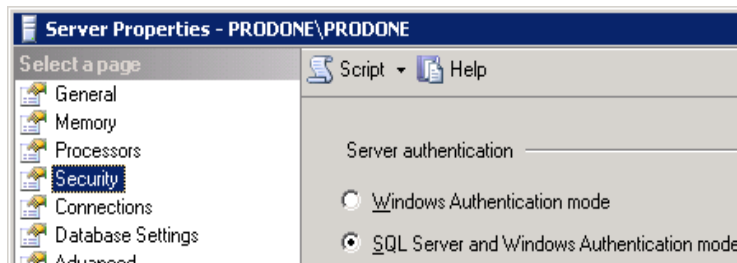 Server Properties - PRODONE\PRODONE
Select a page
General
Memory
Processors
Security
Connections
Database Settings
Advanced
Script
Help
Server authentication
Windows Authentication mode
SQL Server and Windows Authentication mode